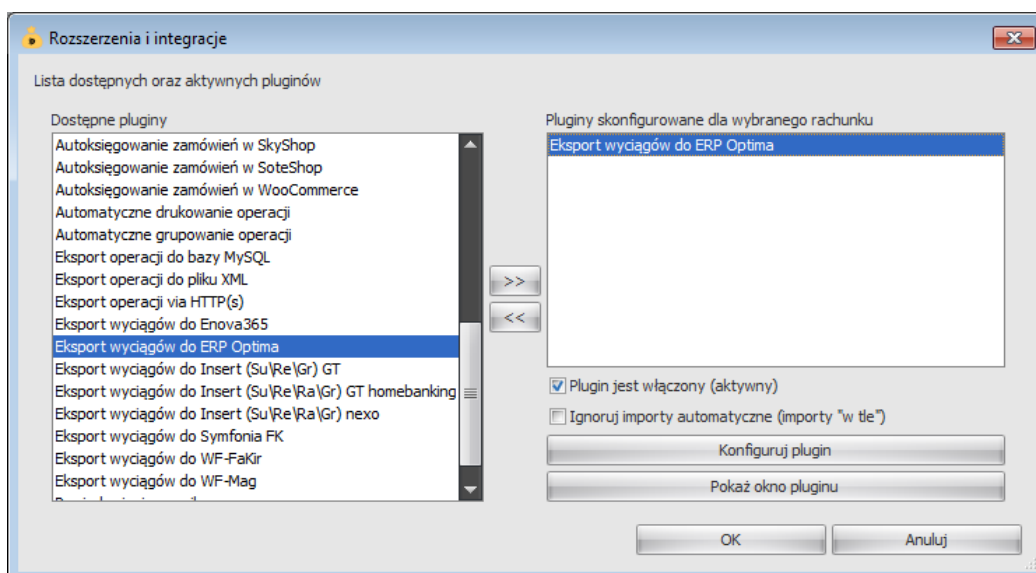 Rozszerzenia i integracje
Lista dostępnych oraz aktywnych pluginów
Dostępne pluginy
Autoksięgowanie zamówień w SkyShop
Autoksięgowanie zamówień w SoteShop
Autoksięgowanie zamówień w WooCommerce
Automatyczne drukowanie operacji
Automatyczne grupowanie operacji
Eksport operacji do bazy MySQL
Eksport operacji do pliku XML
Eksport operacji via HTTP(s)
Eksport wyciągów do Enova365
Eksport wyciągów do ERP Optima
Eksport wyciągów do Insert (Su\Re\Gr) GT
Eksport wyciągów do Insert (Su\Re\Ra\Gr) GT homebanking
Eksport wyciągów do Insert (Su\Re\Ra\Gr) nexo
Eksport wyciągów do Symfonia FK
Eksport wyciągów do WF-FaKir
Eksport wyciągów do WF-Mag
>>
<<
Pluginy skonfigurowane dla wybranego rachunku
Eksport wyciągów do ERP Optima
Plugin jest włączony (aktywny)
Ignoruj importy automatyczne (importy "w tle")
Konfiguruj plugin
Pokaż okno pluginu
OK
Anuluj